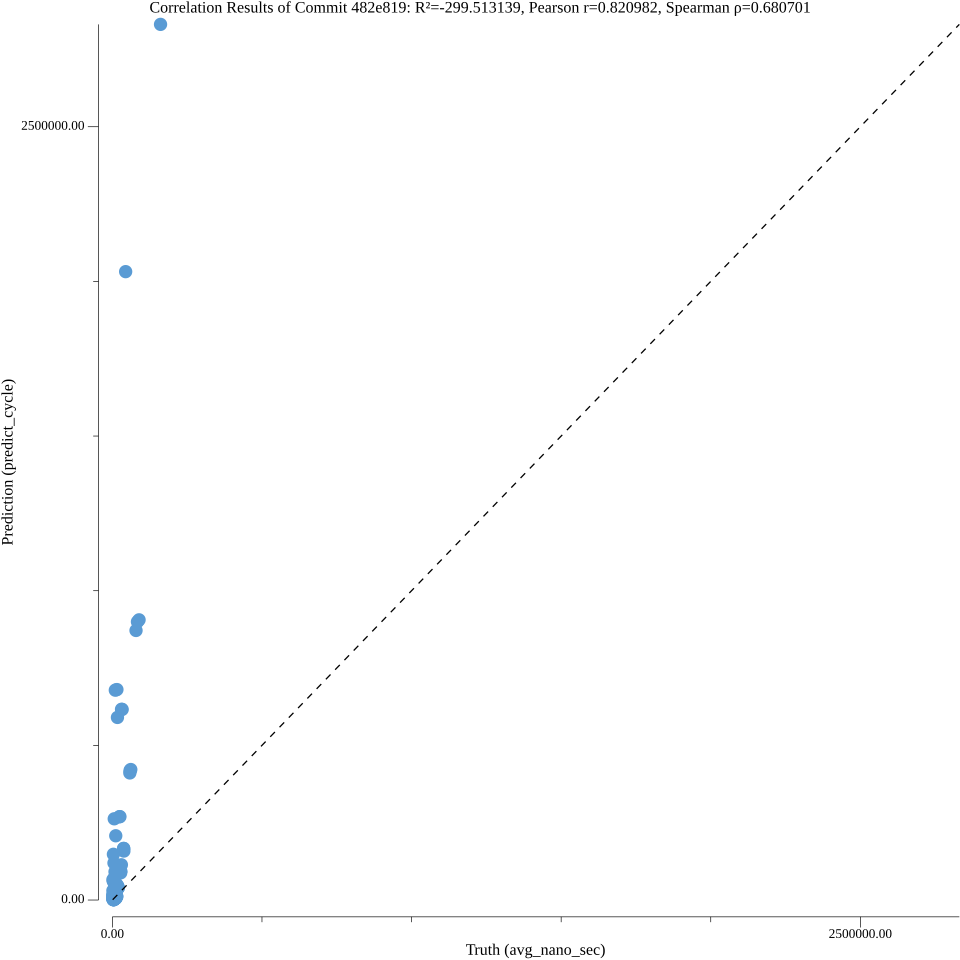 Correlation Results of Commit 482e819: R²=-299.513139, Pearson r=0.820982, Spearman ρ=0.680701
2500000.00
Prediction (predict_cycle)
0.00
0.00
2500000.00
Truth (avg_nano_sec)